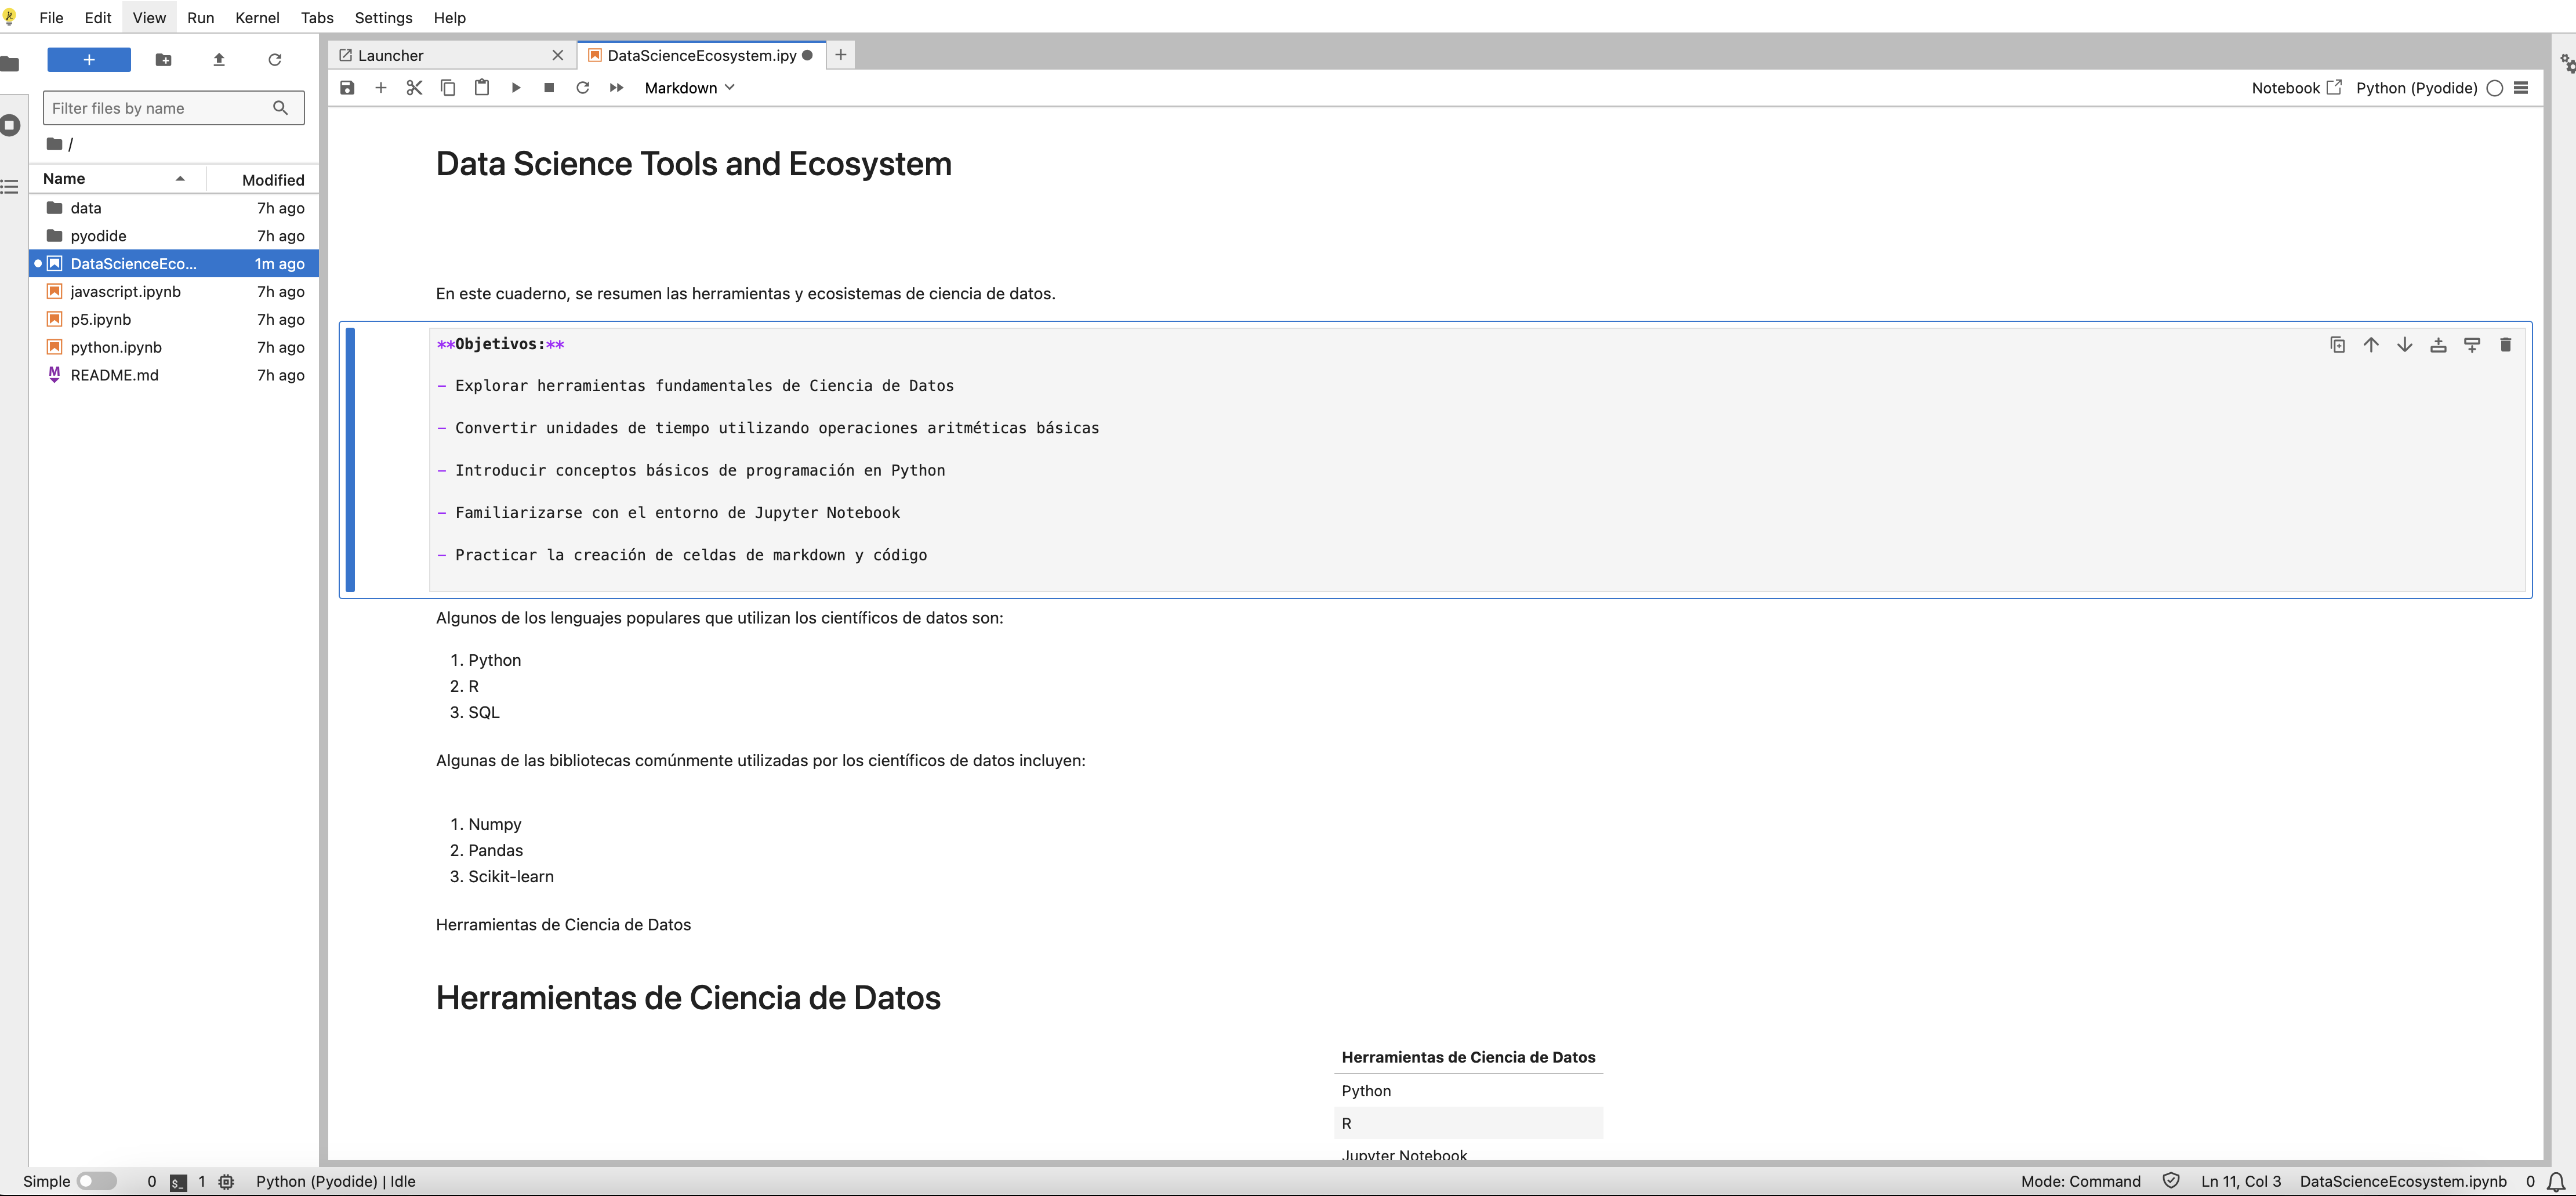 File Edit View Run Kernel Tabs Settings Help
+
Filter files by name
/
Name Modified
data 7h ago
pyodide 7h ago
DataScienceEco... 1m ago
javascript.ipynb 7h ago
p5.ipynb 7h ago
python.ipynb 7h ago
M README.md 7h ago
Launcher
DataScienceEcosystem.ipy
Markdown
Notebook Python (Pyodide)
Data Science Tools and Ecosystem
En este cuaderno, se resumen las herramientas y ecosistemas de ciencia de datos.
**Objetivos:**
- Explorar herramientas fundamentales de Ciencia de Datos
- Convertir unidades de tiempo utilizando operaciones aritméticas básicas
- Introducir conceptos básicos de programación en Python
- Familiarizarse con el entorno de Jupyter Notebook
- Practicar la creación de celdas de markdown y código
Algunos de los lenguajes populares que utilizan los científicos de datos son:
1. Python
2. R
3. SQL
Algunas de las bibliotecas comúnmente utilizadas por los científicos de datos incluyen:
1. Numpy
2. Pandas
3. Scikit-learn
Herramientas de Ciencia de Datos
Herramientas de Ciencia de Datos
Herramientas de Ciencia de Datos
Python
R
Jupyter Notebook
Simple 0 $_ 1 Python (Pyodide) | Idle
Mode: Command Ln 11, Col 3 DataScienceEcosystem.ipynb 0